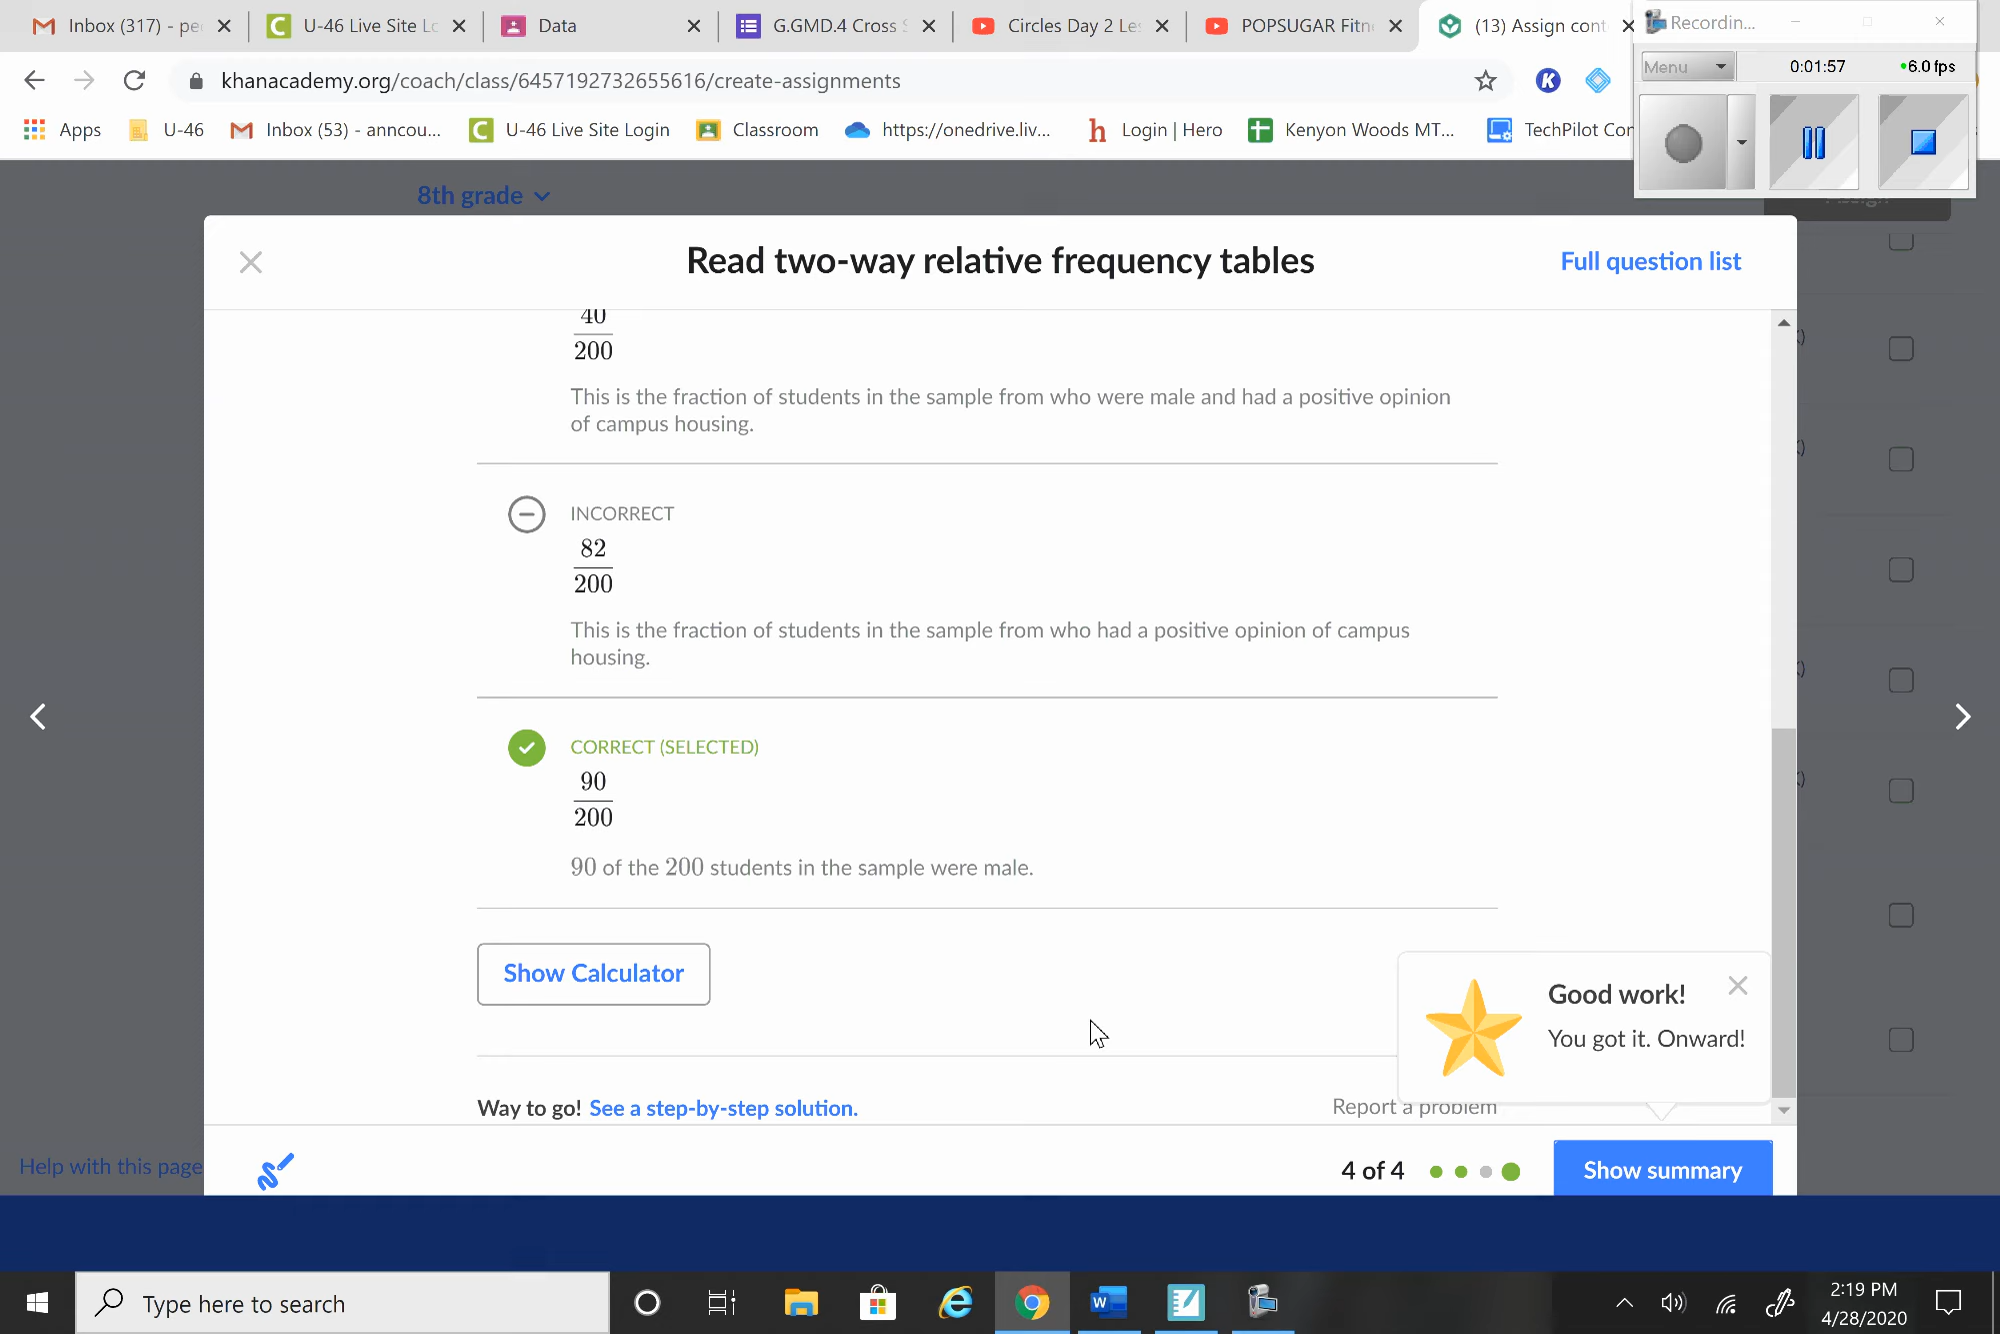 Inbox (317) - pe
U-46 Live Site Lo
Data
G.GMD.4 Cross S
Circles Day 2 Les
POPSUGAR Fitn
(13) Assign cont
Recordin...
khanacademy.org/coach/class/6457192732655616/create-assignments
Menu
0:01:57
6.0 fps
Apps
U-46
Inbox (53) - anncou...
U-46 Live Site Login
Classroom
https://onedrive.liv...
Login | Hero
Kenyon Woods MT...
TechPilot Cor
8th grade
Assign
Read two-way relative frequency tables
Full question list
40
200
This is the fraction of students in the sample from who were male and had a positive opinion
of campus housing.
INCORRECT
82
200
This is the fraction of students in the sample from who had a positive opinion of campus
housing.
CORRECT (SELECTED)
90
200
90 of the 200 students in the sample were male.
Show Calculator
Good work!
You got it. Onward!
Way to go! See a step-by-step solution.
Report a problem
Help with this page
4 of 4
Show summary
Type here to search
2:19 PM
4/28/2020